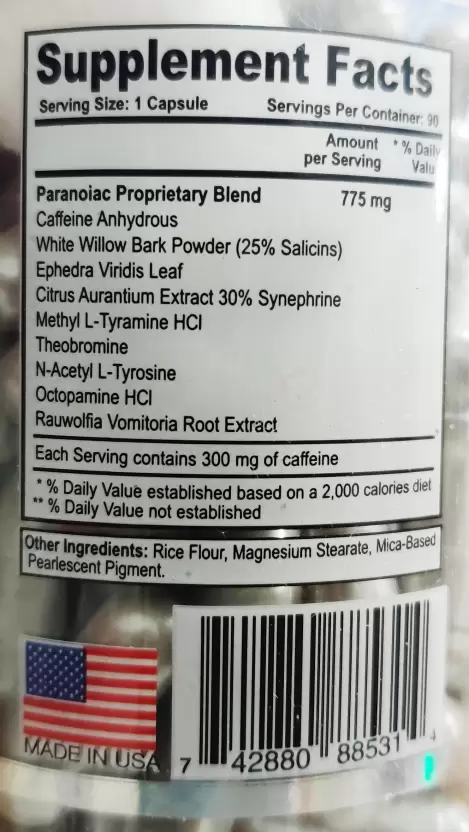 Supplement Facts
Serving Size: 1 Capsule Servings Per Container: 90
Amount per Serving * % Daily Valu
Paranoiac Proprietary Blend 775 mg
Caffeine Anhydrous
White Willow Bark Powder (25% Salicins)
Ephedra Viridis Leaf
Citrus Aurantium Extract 30% Synephrine
Methyl L-Tyramine HCI
Theobromine
N-Acetyl L-Tyrosine
Octopamine HCI
Rauwolfia Vomitoria Root Extract
Each Serving contains 300 mg of caffeine
* % Daily Value established based on a 2,000 calories diet
** % Daily Value not established
Other Ingredients: Rice Flour, Magnesium Stearate, Mica-Based
Pearlescent Pigment.
MADE IN USA
7 42880 88531 4